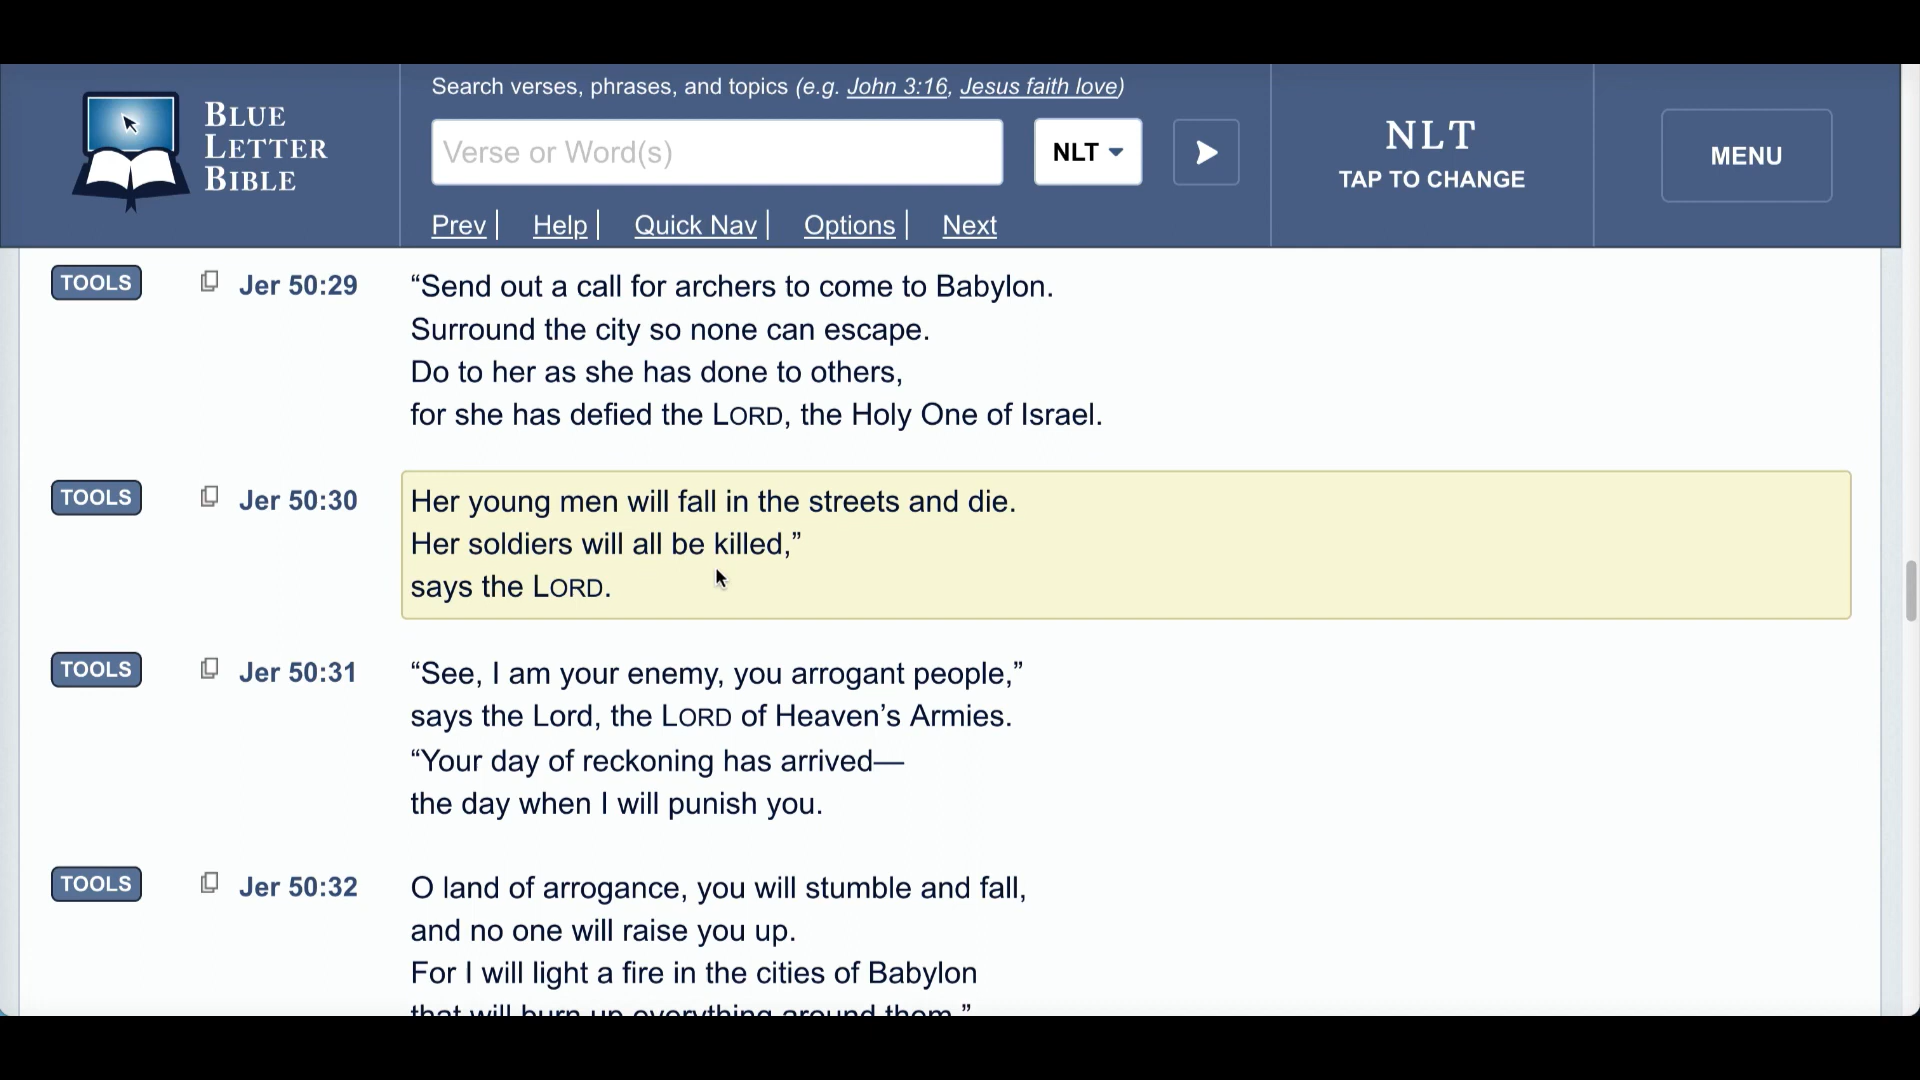 Search verses, phrases, and topics (e.g. John 3:16, Jesus faith love)
BLUE
LETTER
BIBLE
Verse or Word(s)
NLT
NLT
TAP TO CHANGE
MENU
Prev | Help | Quick Nav | Options | Next
TOOLS Jer 50:29 “Send out a call for archers to come to Babylon.
Surround the city so none can escape.
Do to her as she has done to others,
for she has defied the LORD, the Holy One of Israel.
TOOLS Jer 50:30 Her young men will fall in the streets and die.
Her soldiers will all be killed,”
says the LORD.
TOOLS Jer 50:31 “See, I am your enemy, you arrogant people,”
says the Lord, the LORD of Heaven’s Armies.
“Your day of reckoning has arrived—
the day when I will punish you.
TOOLS Jer 50:32 O land of arrogance, you will stumble and fall,
and no one will raise you up.
For I will light a fire in the cities of Babylon
that will burn up everything around them.”